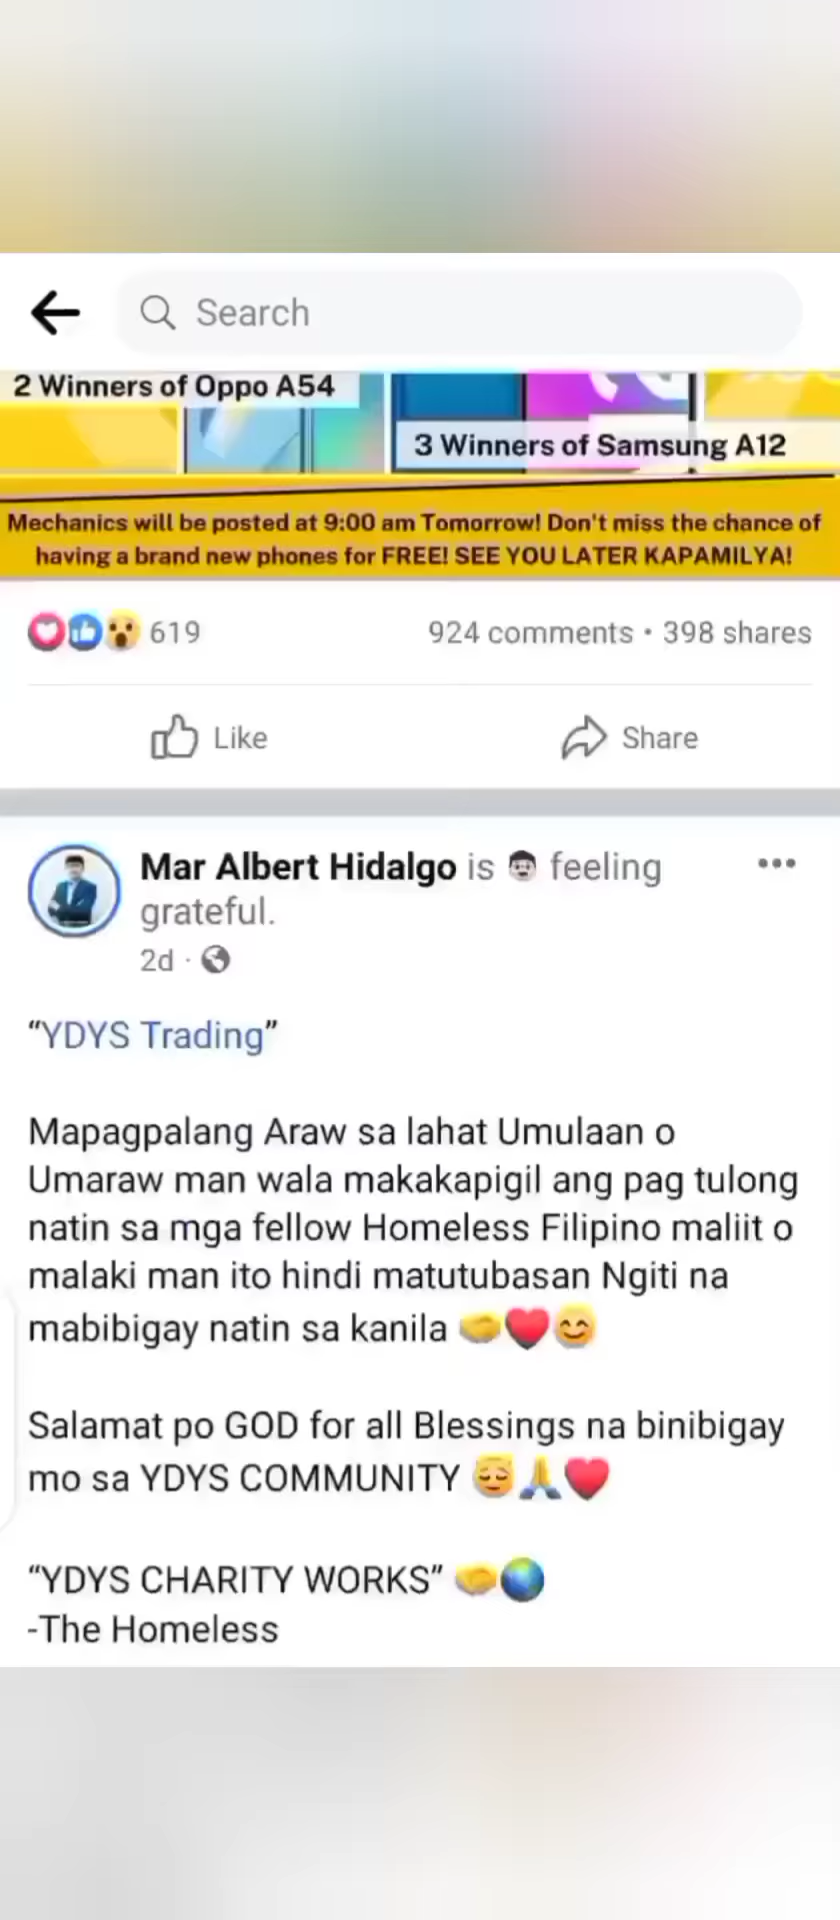 Search
2 Winners of Oppo A54
3 Winners of Samsung A12
Mechanics will be posted at 9:00 am Tomorrow! Don't miss the chance of
having a brand new phones for FREE! SEE YOU LATER KAPAMILYA!
619
924 comments • 398 shares
Like
Share
Mar Albert Hidalgo is feeling
grateful.
2d ·
“YDYS Trading”
Mapagpalang Araw sa lahat Umulaan o
Umaraw man wala makakapigil ang pag tulong
natin sa mga fellow Homeless Filipino maliit o
malaki man ito hindi matutubasan Ngiti na
mabibigay natin sa kanila 🤝❤️😊
Salamat po GOD for all Blessings na binibigay
mo sa YDYS COMMUNITY 😇🙏❤️
“YDYS CHARITY WORKS” 🤝🌏
-The Homeless